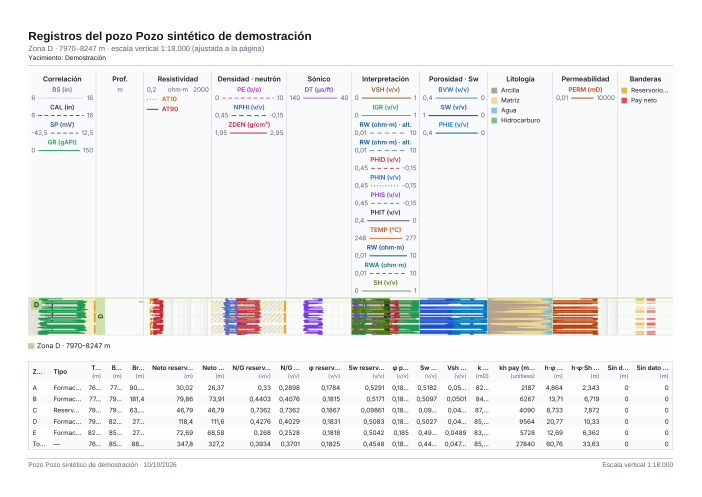 Registros del pozo Pozo sintético de demostración
Zona D · 7970–8247 m · escala vertical 1:18.000 (ajustada a la página)
Yacimiento: Demostración
Correlación Prof. Resistividad Densidad · neutrón Sónico Interpretación Porosidad · Sw Litología Permeabilidad Banderas
BS (in) m 0,2 ohm·m 2000 PE (b/e) DT (µs/ft) VSH (v/v) BVW (v/v) Arcilla PERM (mD) Reservorio...
6 16 AT10 0 10 140 40 0 1 0,4 0 Matriz 0,01 10000 Pay neto
CAL (in) AT90 NPHI (v/v) IGR (v/v) SW (v/v) Agua
6 16 0,45 -0,15 0 1 1 0 Hidrocarburo
SP (mV) ZDEN (g/cm³) RW (ohm·m) · alt. PHIE (v/v)
-42,5 12,5 1,95 2,95 0,01 10 0,4 0
GR (gAPI) RW (ohm·m) · alt.
0 150 0,01 10
PHID (v/v)
0,45 -0,15
PHIN (v/v)
0,45 -0,15
PHIS (v/v)
0,45 -0,15
PHIT (v/v)
0,4 0
TEMP (°C)
248 277
RW (ohm·m)
0,01 10
RWA (ohm·m)
0,01 10
SH (v/v)
0 1
D D
Zona D · 7970–8247 m
Z... Tipo T... B... Br... Neto reserv... Neto ... N/G reserv... N/G ... φ reserv... Sw reserv... φ p... Sw ... Vsh ... k ... kh pay (m... h·φ ... h·φ·Sh ... Sin d... Sin dato ...
(m) (m) (m) (m) (m) (v/v) (v/v) (v/v) (v/v) (v/v) (v/v) (v/v) (mD) (unitless) (m) (m) (m) (m)
A Formac... 76... 77... 90,... 30,02 26,37 0,33 0,2898 0,1784 0,5291 0,18... 0,5182 0,05... 82... 2187 4,864 2,343 0 0
B Formac... 77... 79... 181,4 79,86 73,91 0,4403 0,4076 0,1815 0,5171 0,18... 0,5097 0,0501 84... 6267 13,71 6,719 0 0
C Reserv... 79... 79... 63,... 46,79 46,79 0,7362 0,7362 0,1867 0,09861 0,18... 0,09... 0,04... 87,... 4090 8,733 7,872 0 0
D Formac... 79... 82... 27... 118,4 111,6 0,4276 0,4029 0,1831 0,5083 0,18... 0,5027 0,04... 85,... 9564 20,77 10,33 0 0
E Formac... 82... 85... 27... 72,69 68,58 0,268 0,2528 0,1818 0,5042 0,185 0,49... 0,0489 83,... 5728 12,69 6,362 0 0
To... — 76... 85... 88... 347,8 327,2 0,3934 0,3701 0,1825 0,4548 0,18... 0,44... 0,047... 85,... 27840 60,76 33,63 0 0
Pozo Pozo sintético de demostración · 10/10/2026 Escala vertical 1:18.000